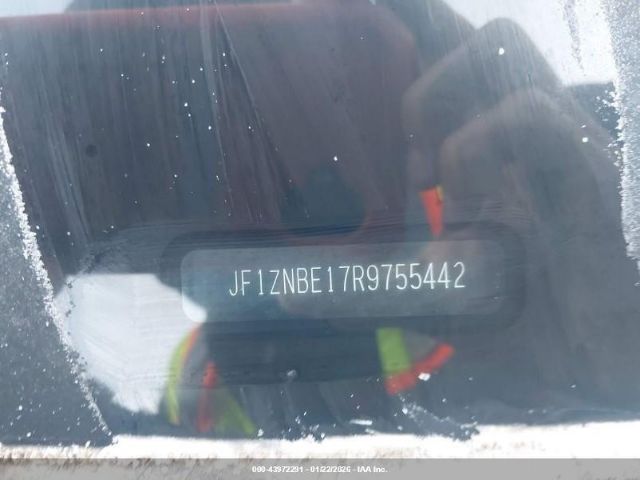 JF1ZNBE17R9755442
000-43972291 - 01/22/2026 - IAA Inc.